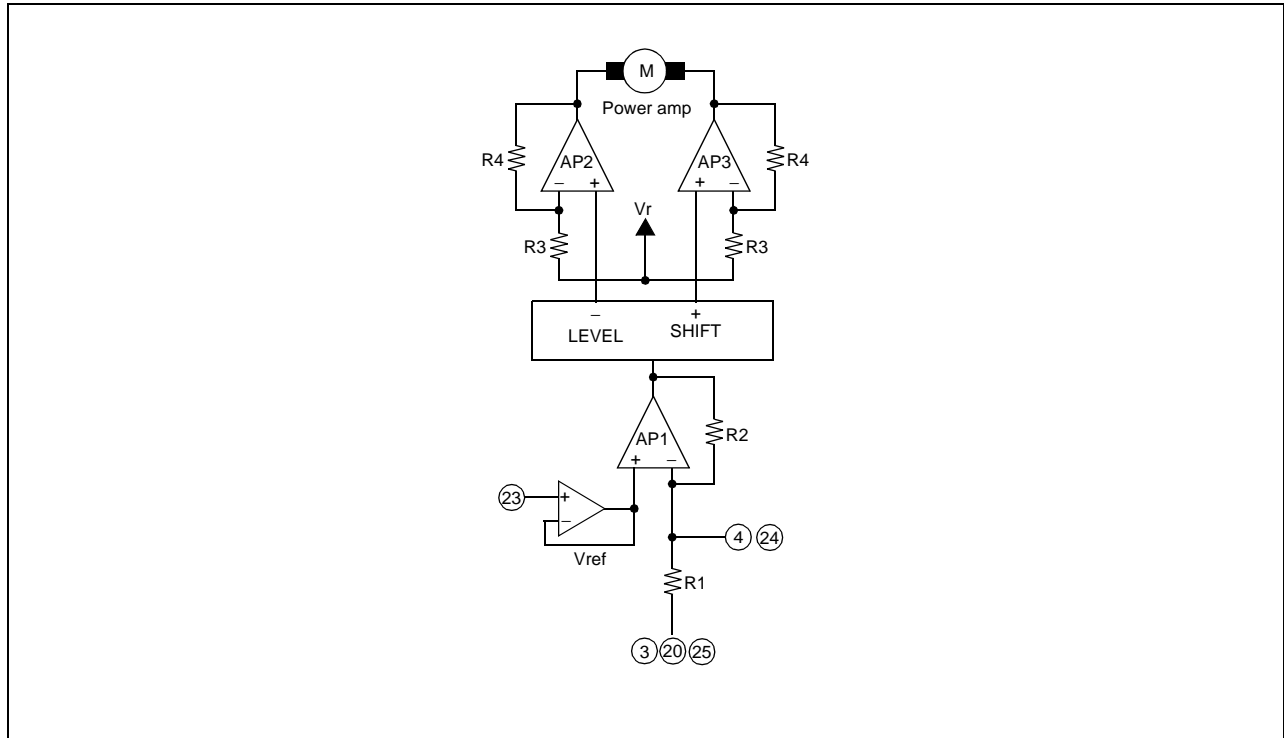 M
Power amp
R4 AP2 AP3 R4
− + + −
Vr
R3 R3
− +
LEVEL SHIFT
AP1 R2
+ −
23 +
−
Vref
4 24
R1
3 20 25